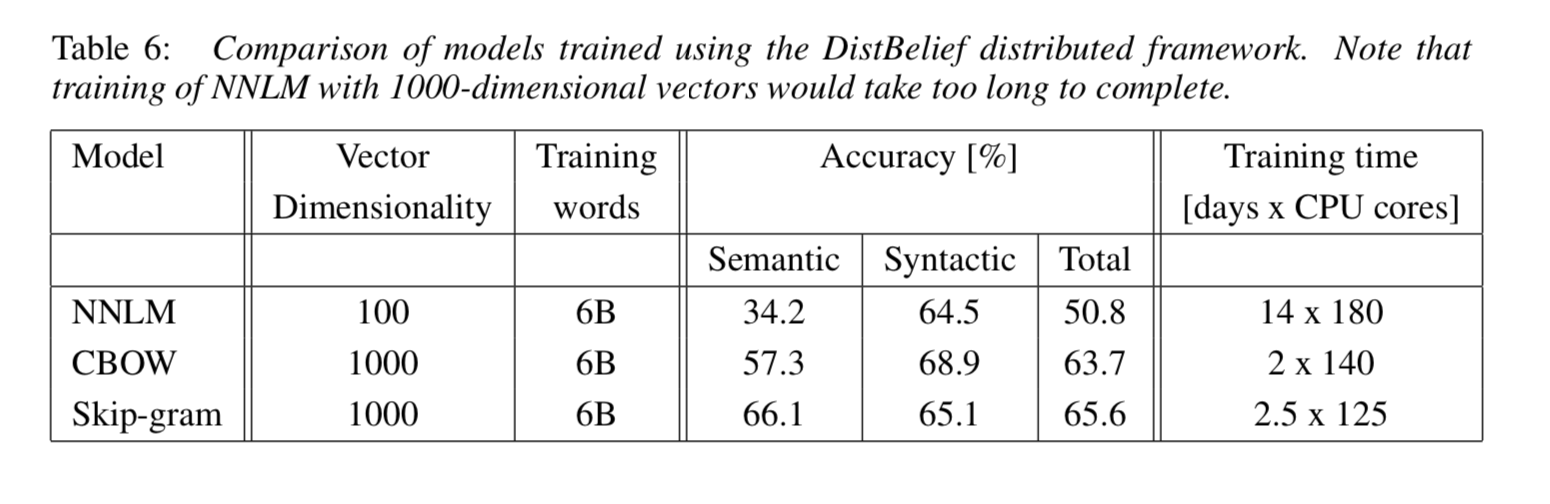 Table 6: Comparison of models trained using the DistBelief distributed framework. Note that
training of NNLM with 1000-dimensional vectors would take too long to complete.
Model Vector Training Accuracy [%] Training time
Dimensionality words [days x CPU cores]
Semantic Syntactic Total
NNLM 100 6B 34.2 64.5 50.8 14 x 180
CBOW 1000 6B 57.3 68.9 63.7 2 x 140
Skip-gram 1000 6B 66.1 65.1 65.6 2.5 x 125